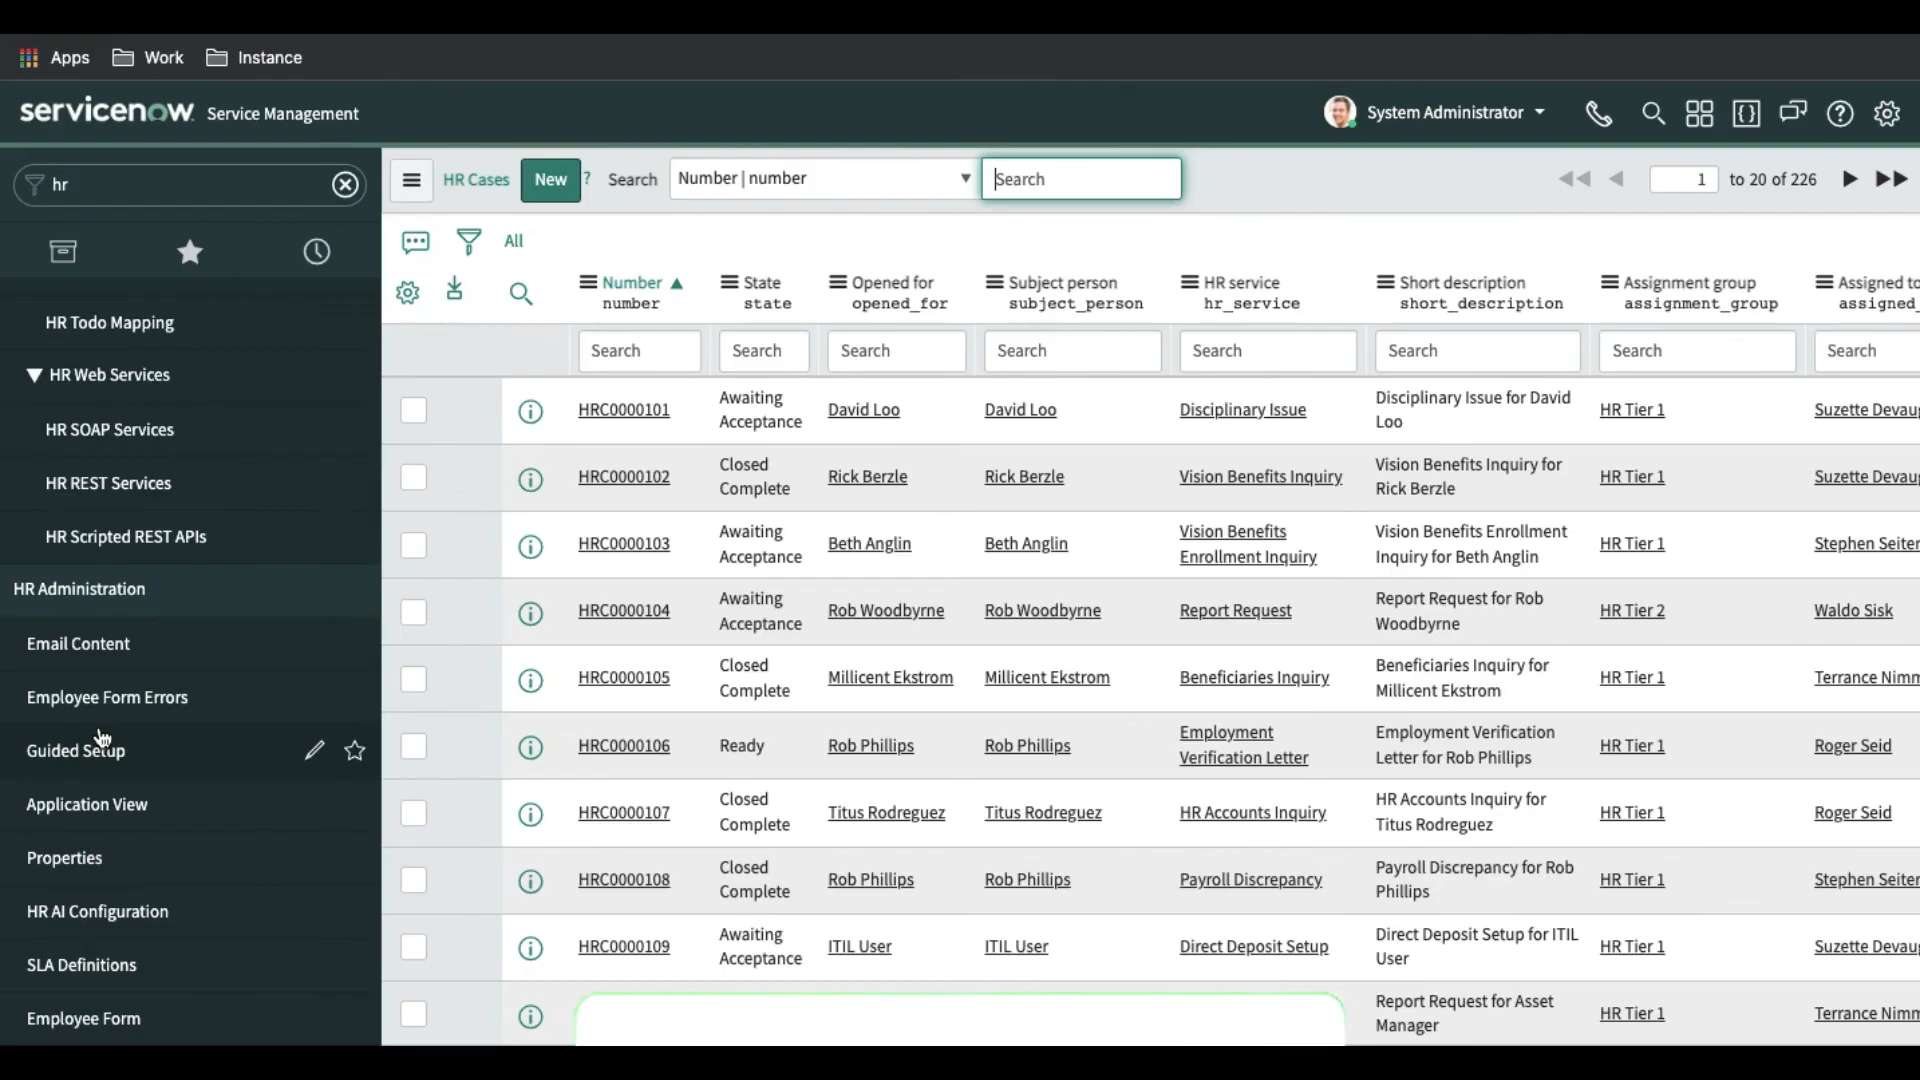 Apps Work Instance
servicenow Service Management System Administrator
hr
HR Cases New ? Search Number | number Search 1 to 20 of 226
All
Number State Opened for Subject person HR service Short description Assignment group Assigned to
number state opened_for subject_person hr_service short_description assignment_group assigned_
Search Search Search Search Search Search Search Search
HR Todo Mapping
HR Web Services
HR SOAP Services
HR REST Services
HR Scripted REST APIs
HR Administration
Email Content
Employee Form Errors
Guided Setup
Application View
Properties
HR AI Configuration
SLA Definitions
Employee Form
HRC0000101 Awaiting Acceptance David Loo David Loo Disciplinary Issue Disciplinary Issue for David Loo HR Tier 1 Suzette Devaug
HRC0000102 Closed Complete Rick Berzle Rick Berzle Vision Benefits Inquiry Vision Benefits Inquiry for Rick Berzle HR Tier 1 Suzette Devaug
HRC0000103 Awaiting Acceptance Beth Anglin Beth Anglin Vision Benefits Enrollment Inquiry Vision Benefits Enrollment Inquiry for Beth Anglin HR Tier 1 Stephen Seiter
HRC0000104 Awaiting Acceptance Rob Woodbyrne Rob Woodbyrne Report Request Report Request for Rob Woodbyrne HR Tier 2 Waldo Sisk
HRC0000105 Closed Complete Millicent Ekstrom Millicent Ekstrom Beneficiaries Inquiry Beneficiaries Inquiry for Millicent Ekstrom HR Tier 1 Terrance Nimm
HRC0000106 Ready Rob Phillips Rob Phillips Employment Verification Letter Employment Verification Letter for Rob Phillips HR Tier 1 Roger Seid
HRC0000107 Closed Complete Titus Rodreguez Titus Rodreguez HR Accounts Inquiry HR Accounts Inquiry for Titus Rodreguez HR Tier 1 Roger Seid
HRC0000108 Closed Complete Rob Phillips Rob Phillips Payroll Discrepancy Payroll Discrepancy for Rob Phillips HR Tier 1 Stephen Seiter
HRC0000109 Awaiting Acceptance ITIL User ITIL User Direct Deposit Setup Direct Deposit Setup for ITIL User HR Tier 1 Suzette Devaug
Report Request for Asset Manager HR Tier 1 Terrance Nimm